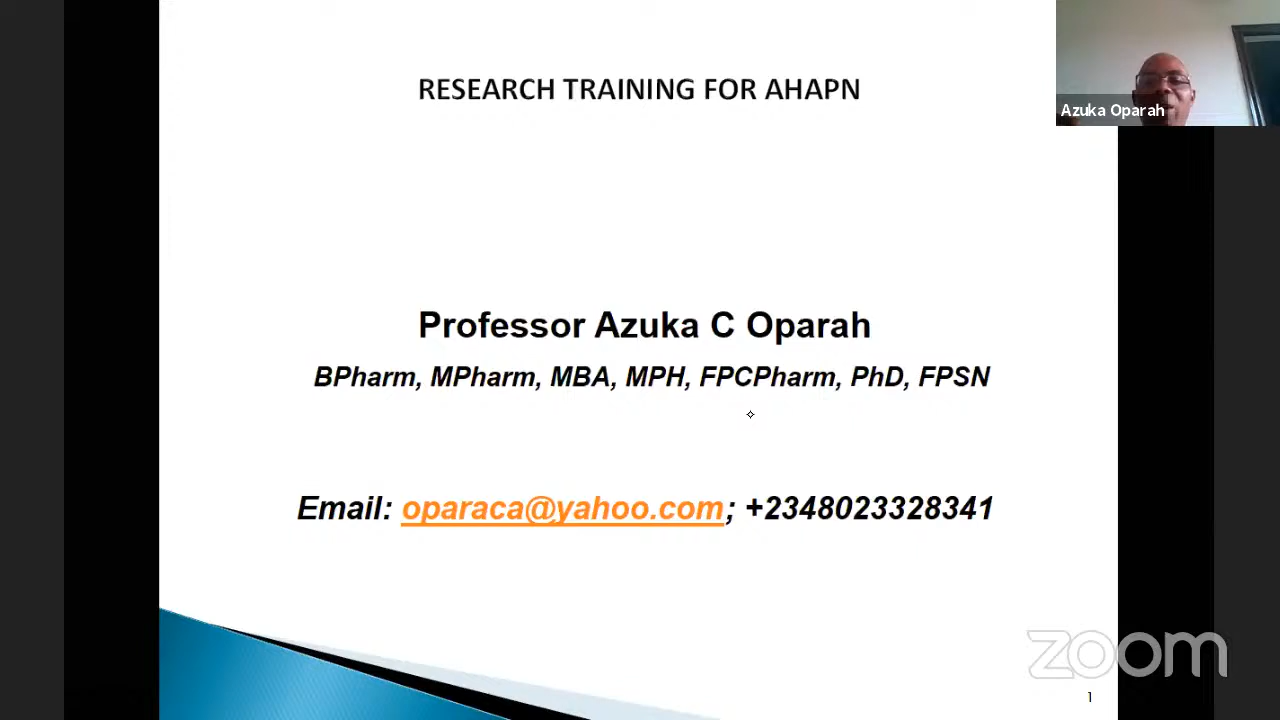 RESEARCH TRAINING FOR AHAPN
Azuka Oparah
Professor Azuka C Oparah
BPharm, MPharm, MBA, MPH, FPCPharm, PhD, FPSN
Email: oparaca@yahoo.com; +2348023328341
zoom
1